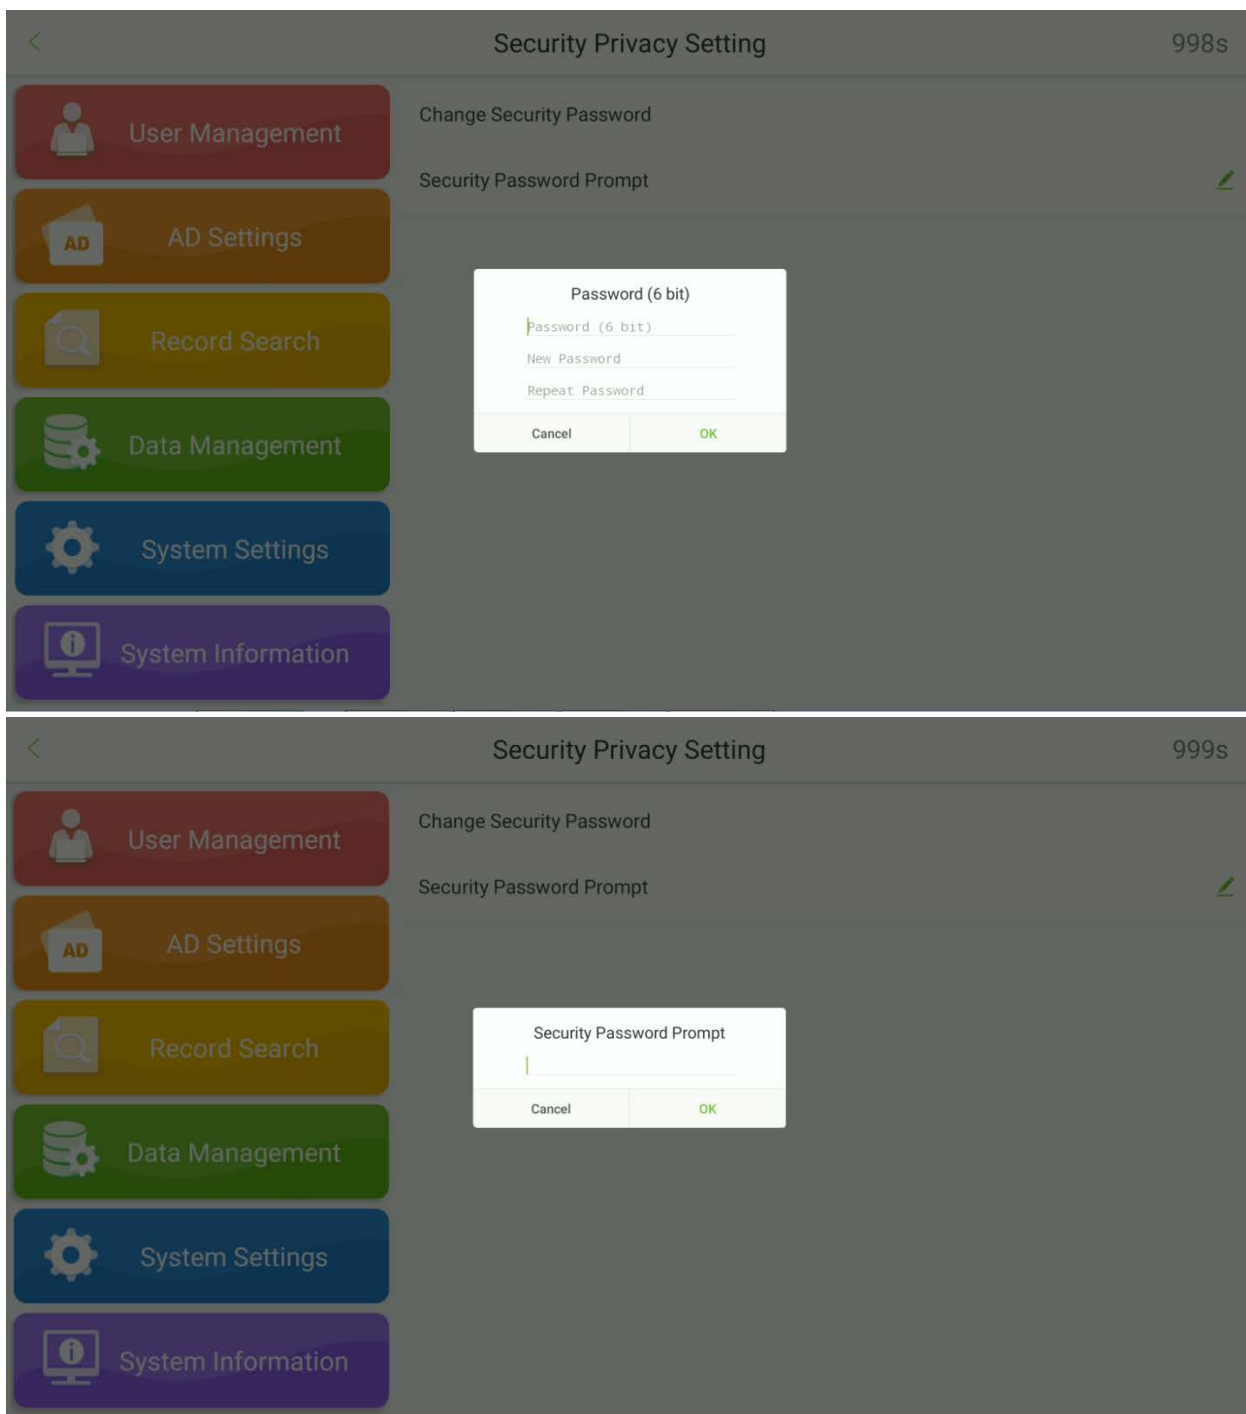 Security Privacy Setting
998s
User Management
AD
AD Settings
Record Search
Data Management
System Settings
System Information
Change Security Password
Security Password Prompt
Password (6 bit)
Password (6 bit)
New Password
Repeat Password
Cancel
OK
Security Privacy Setting
999s
User Management
AD
AD Settings
Record Search
Data Management
System Settings
System Information
Change Security Password
Security Password Prompt
Security Password Prompt
Cancel
OK